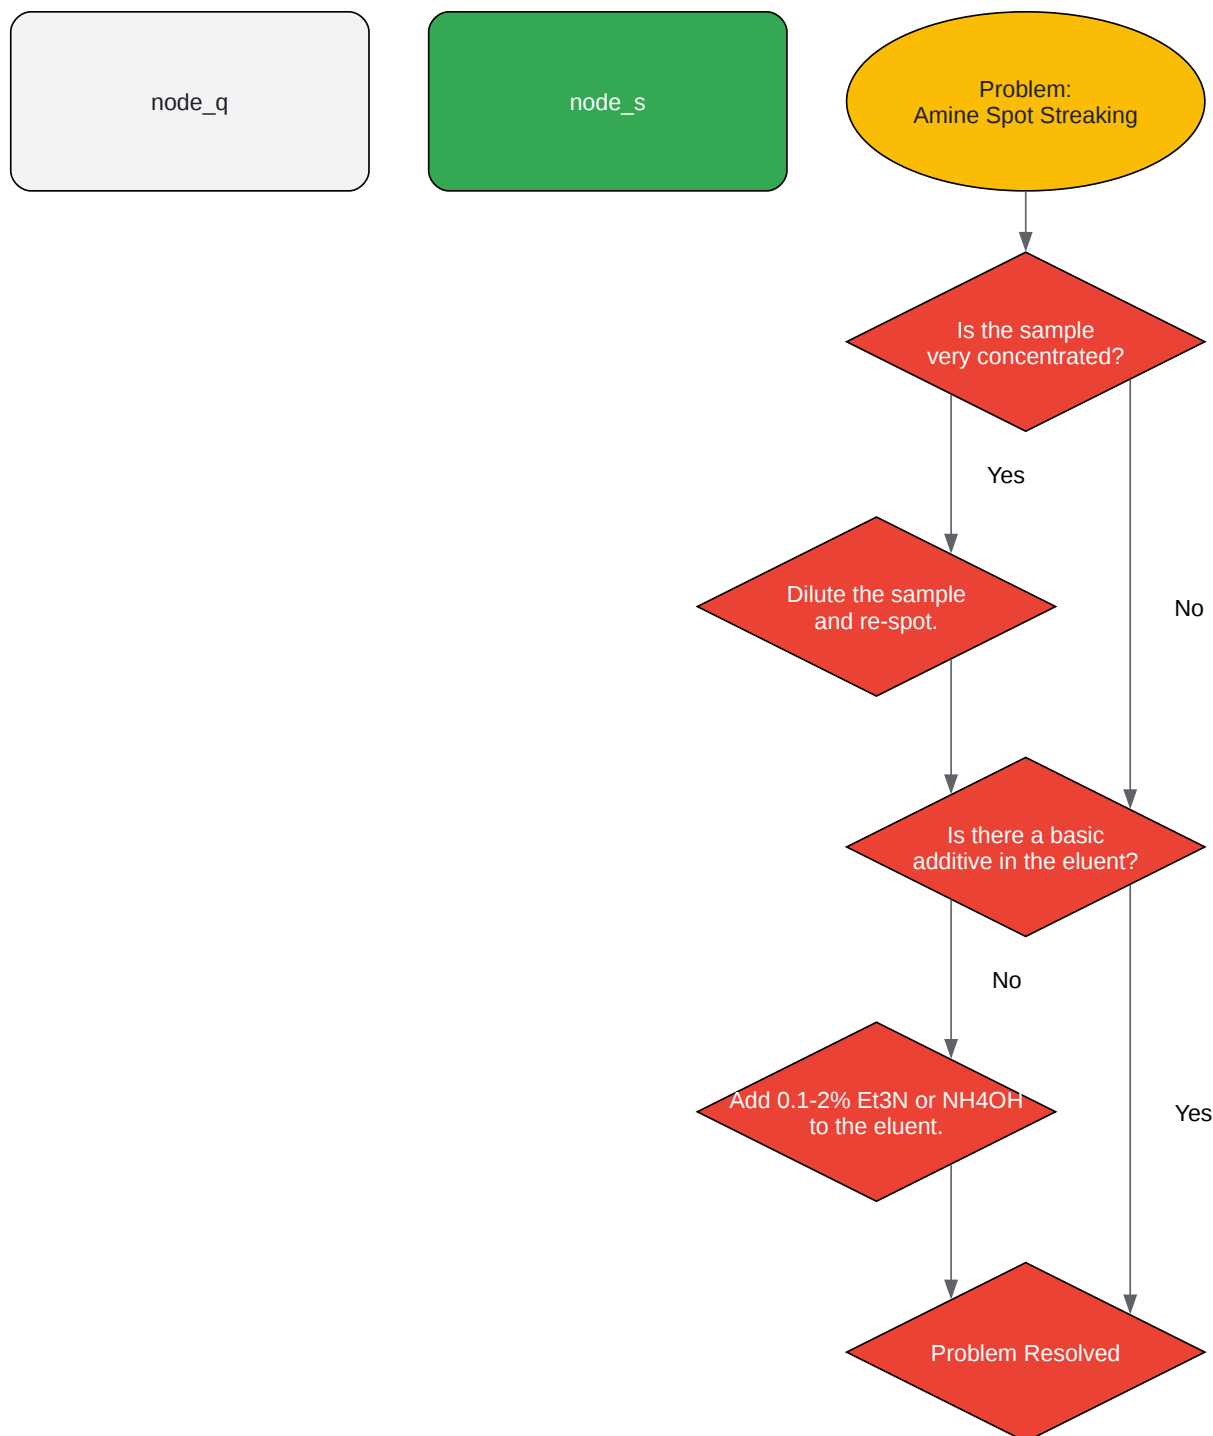 node_q
node_s
Problem:
Amine Spot Streaking
Is the sample
very concentrated?
Yes
Dilute the sample
and re-spot.
No
Is there a basic
additive in the eluent?
No
Add 0.1-2% Et3N or NH4OH
to the eluent.
Yes
Problem Resolved